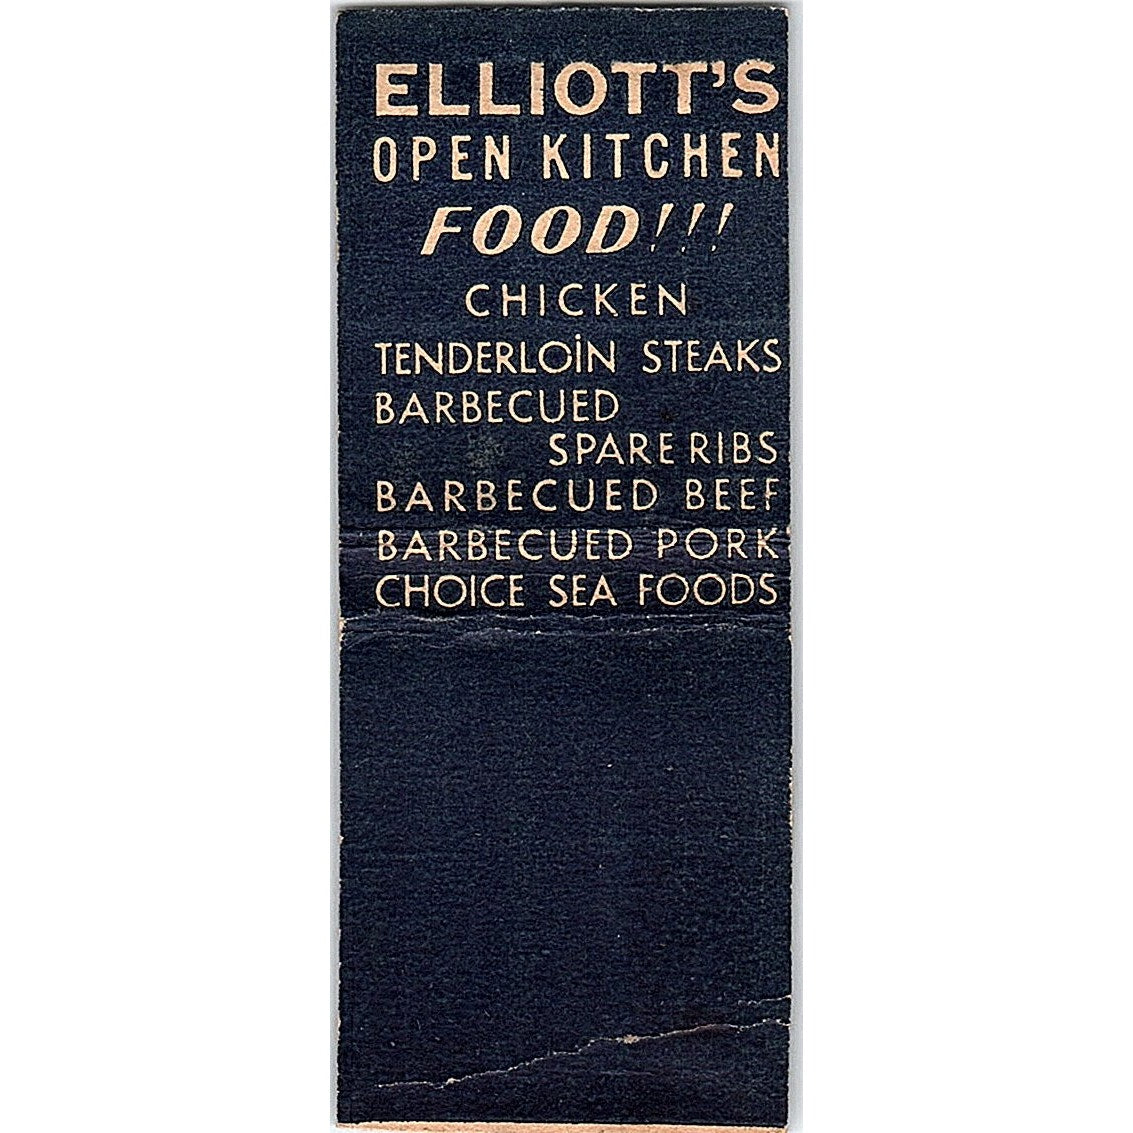 ELLIOTT'S
OPEN KITCHEN
FOOD!!!
CHICKEN
TENDERLOIN STEAKS
BARBECUED
SPARE RIBS
BARBECUED BEEF
BARBECUED PORK
CHOICE SEA FOODS